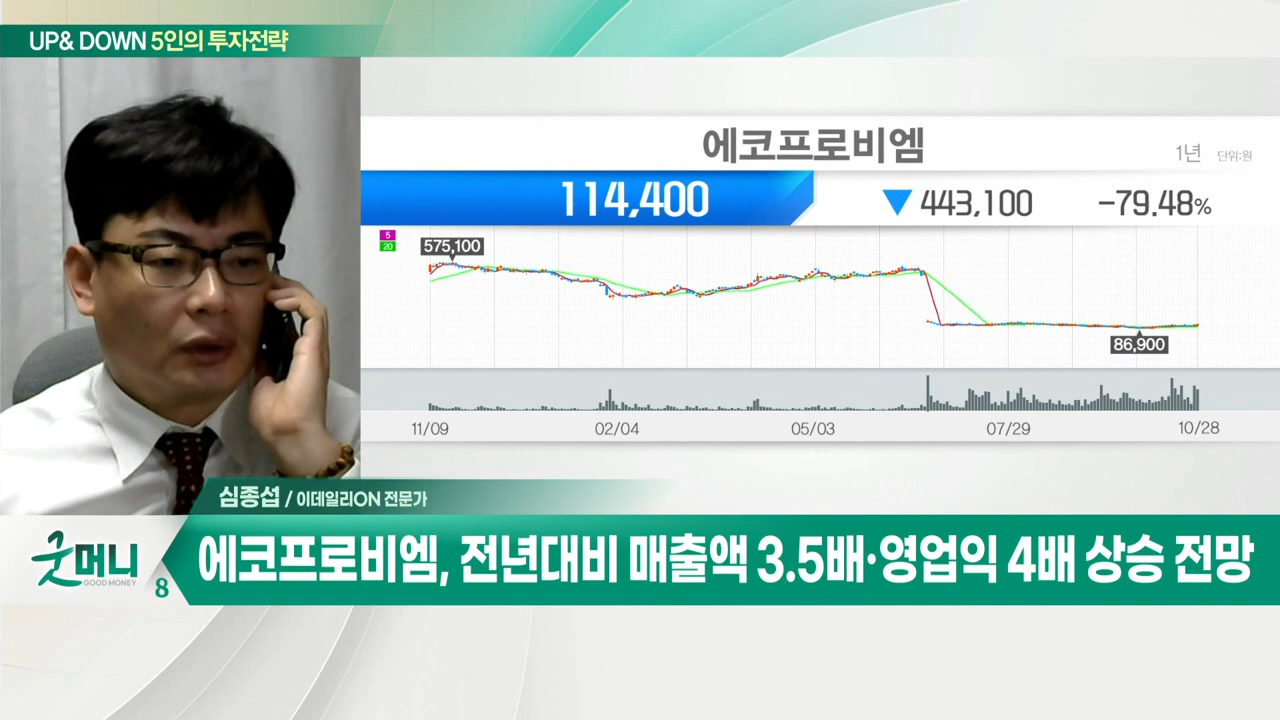 UP& DOWN 5인의 투자전략
에코프로비엠
1년 단위:원
114,400 ▼ 443,100 -79.48%
5
20
575,100
86,900
11/09 02/04 05/03 07/29 10/28
심종섭 / 이데일리ON 전문가
굿머니
GOOD MONEY
8
에코프로비엠, 전년대비 매출액 3.5배·영업익 4배 상승 전망